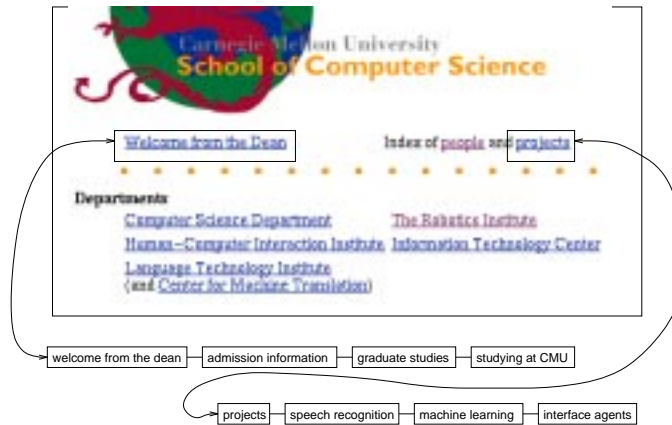 Carnegie Mellon University
School of Computer Science
Welcome from the Dean Index of people and projects
Departments
Computer Science Department The Robotics Institute
Human-Computer Interaction Institute Information Technology Center
Language Technology Institute
(and Center for Machine Translation)
welcome from the dean admission information graduate studies studying at CMU
projects speech recognition machine learning interface agents